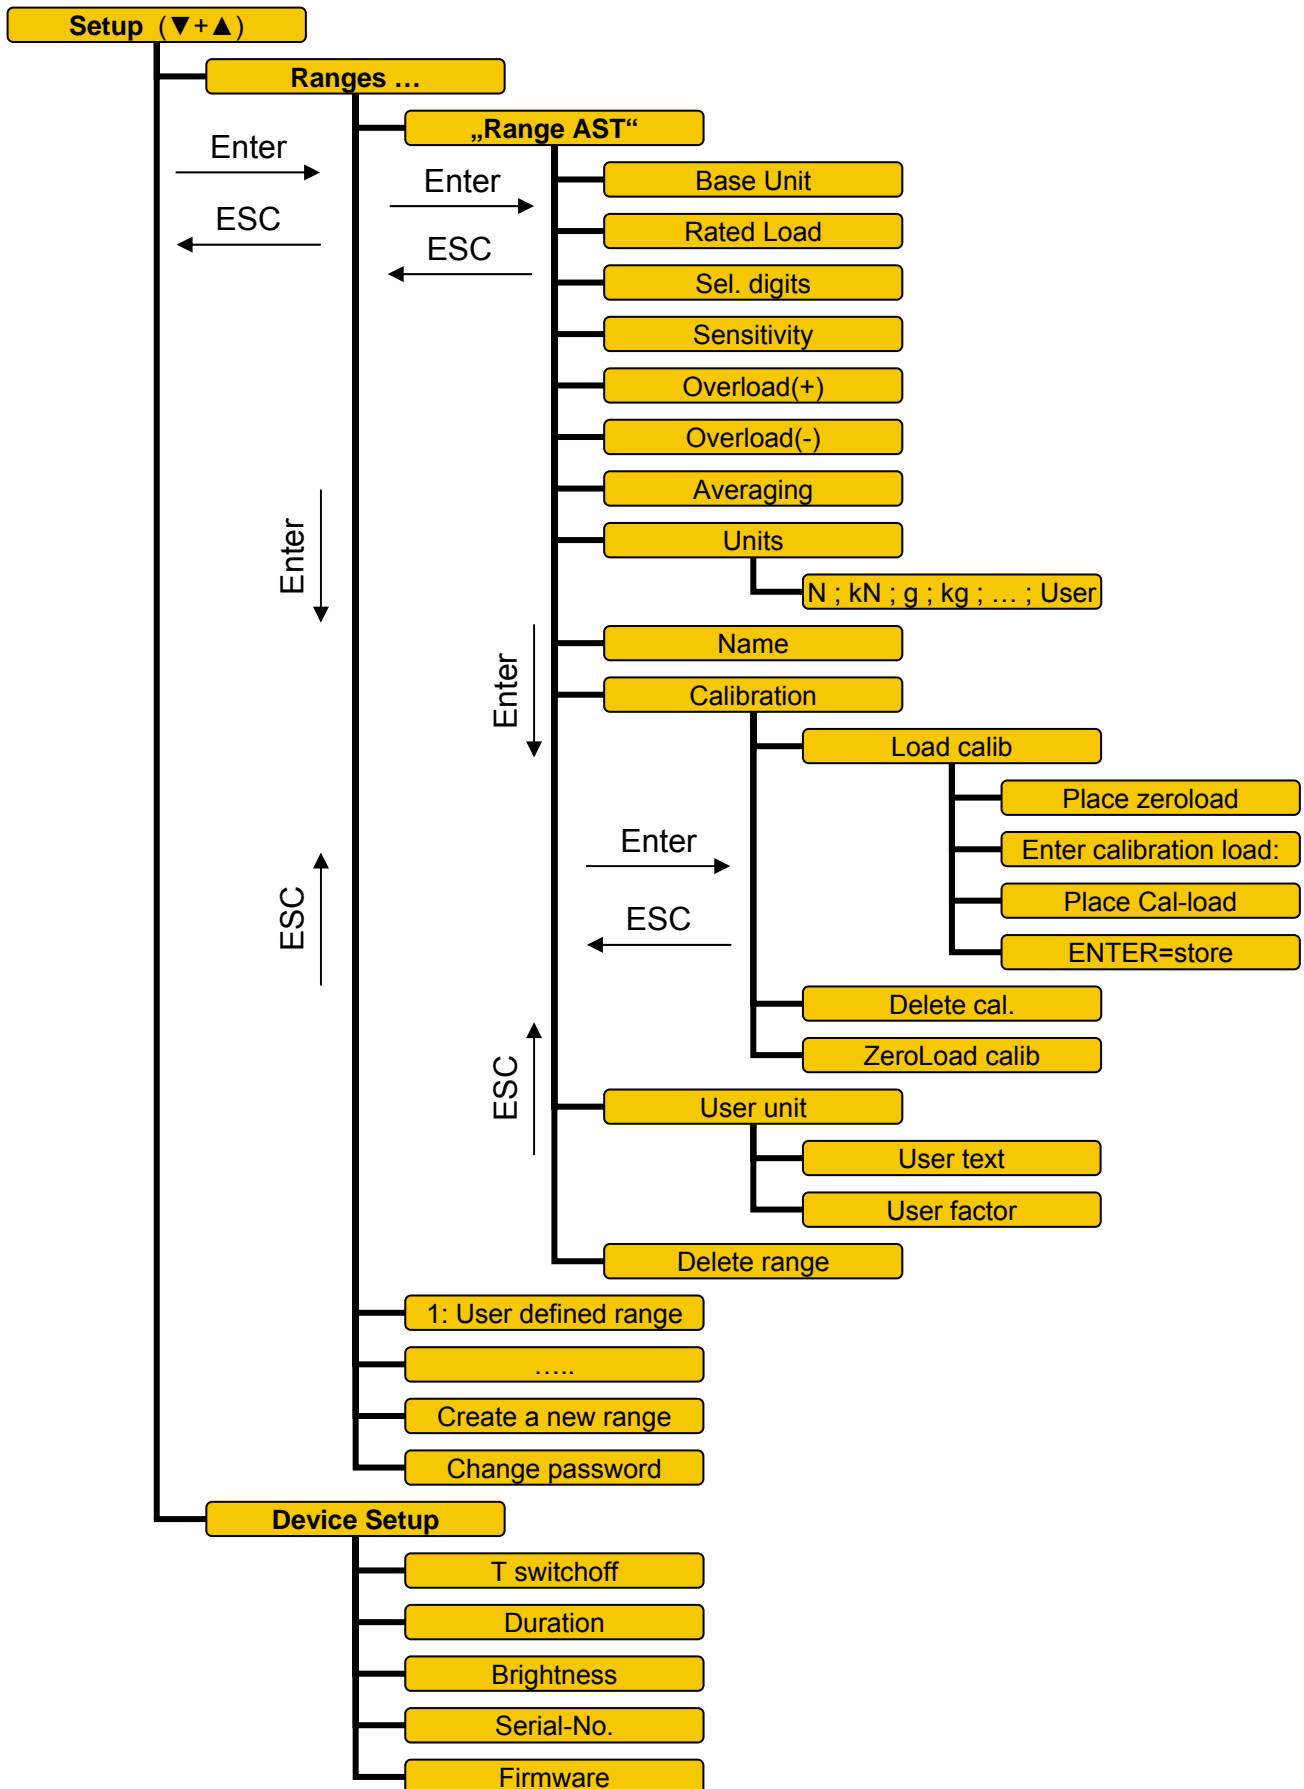 Setup (▼+▲)
Ranges ...
„Range AST“
Enter
ESC
Enter
ESC
Base Unit
Rated Load
Sel. digits
Sensitivity
Overload(+)
Overload(-)
Averaging
Units
N ; kN ; g ; kg ; … ; User
Enter
Enter
Name
Calibration
Load calib
Place zeroload
Enter calibration load:
Place Cal-load
ENTER=store
Enter
ESC
ESC
Delete cal.
ZeroLoad calib
ESC
User unit
User text
User factor
Delete range
1: User defined range
…..
Create a new range
Change password
Device Setup
T switchoff
Duration
Brightness
Serial-No.
Firmware